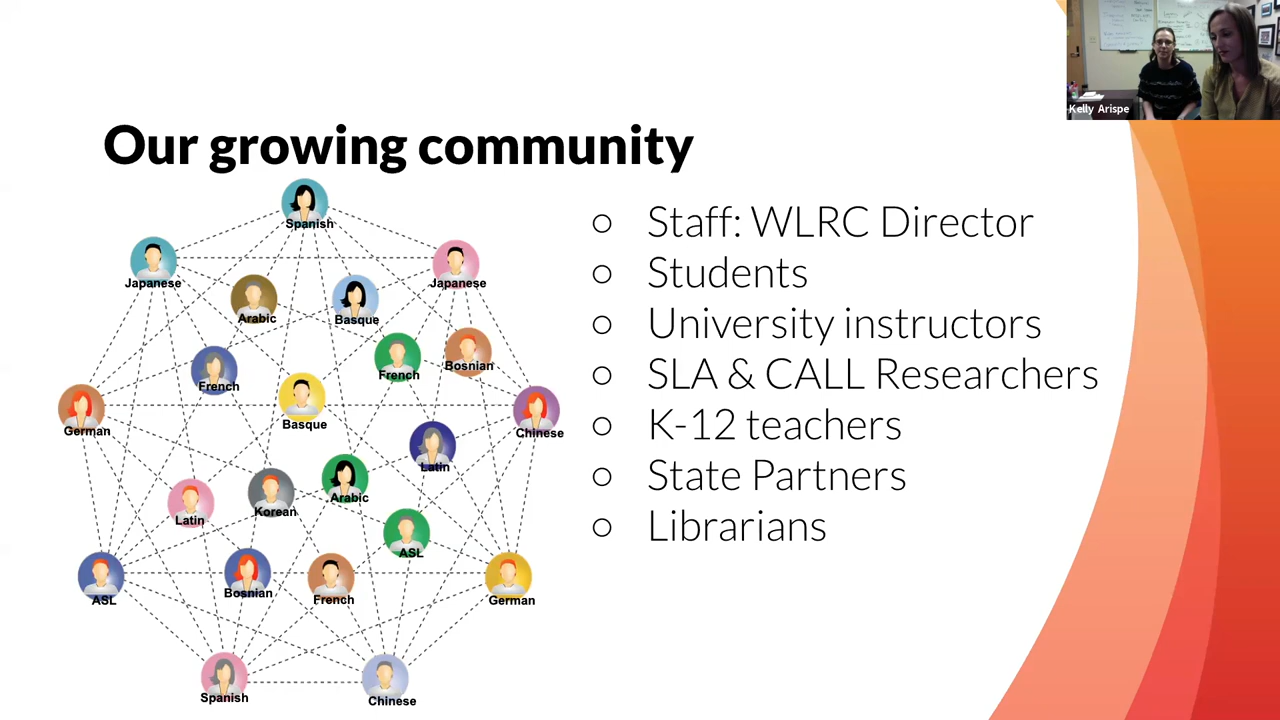 Our growing community
Spanish
Japanese
Japanese
Arabic
Basque
French
French
Bosnian
Basque
German
Chinese
Latin
Arabic
Latin
Korean
ASL
ASL
Bosnian
French
German
Spanish
Chinese
○ Staff: WLRC Director
○ Students
○ University instructors
○ SLA & CALL Researchers
○ K-12 teachers
○ State Partners
○ Librarians
Kelly Arispe